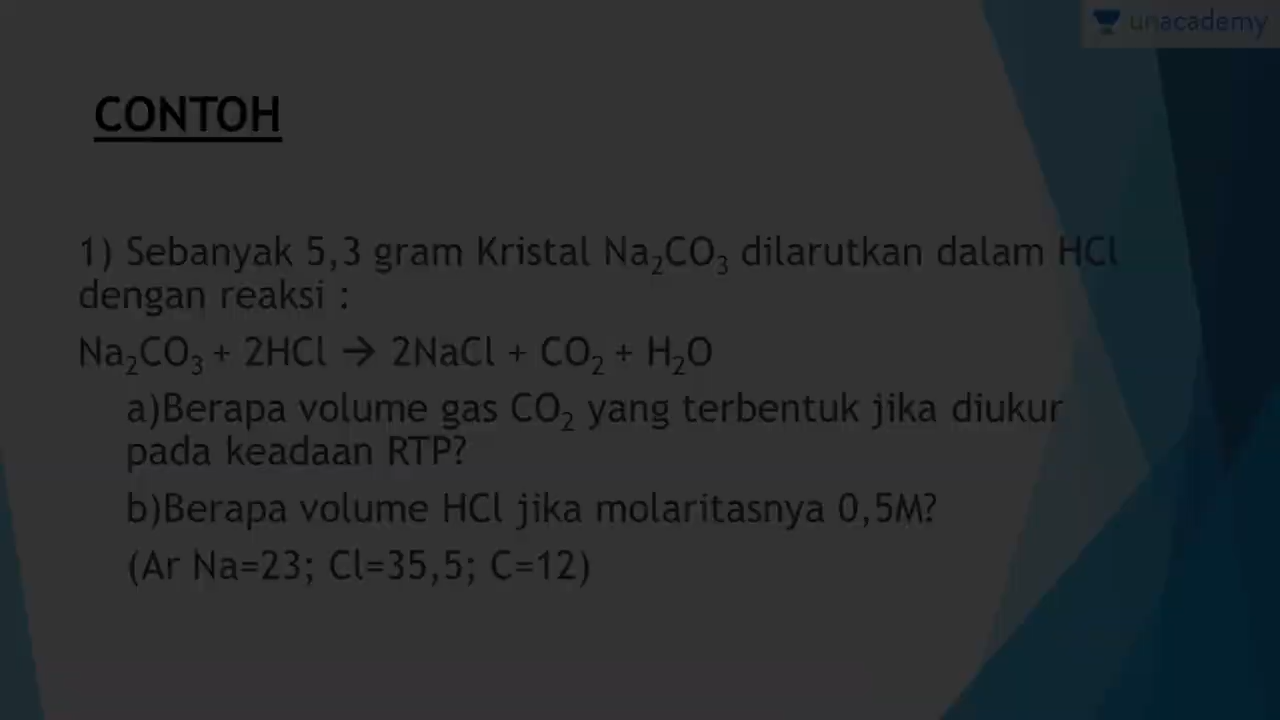 unacademy
CONTOH
1) Sebanyak 5,3 gram Kristal Na₂CO₃ dilarutkan dalam HCl
dengan reaksi :
Na₂CO₃ + 2HCl → 2NaCl + CO₂ + H₂O
a)Berapa volume gas CO₂ yang terbentuk jika diukur
pada keadaan RTP?
b)Berapa volume HCl jika molaritasnya 0,5M?
(Ar Na=23; Cl=35,5; C=12)